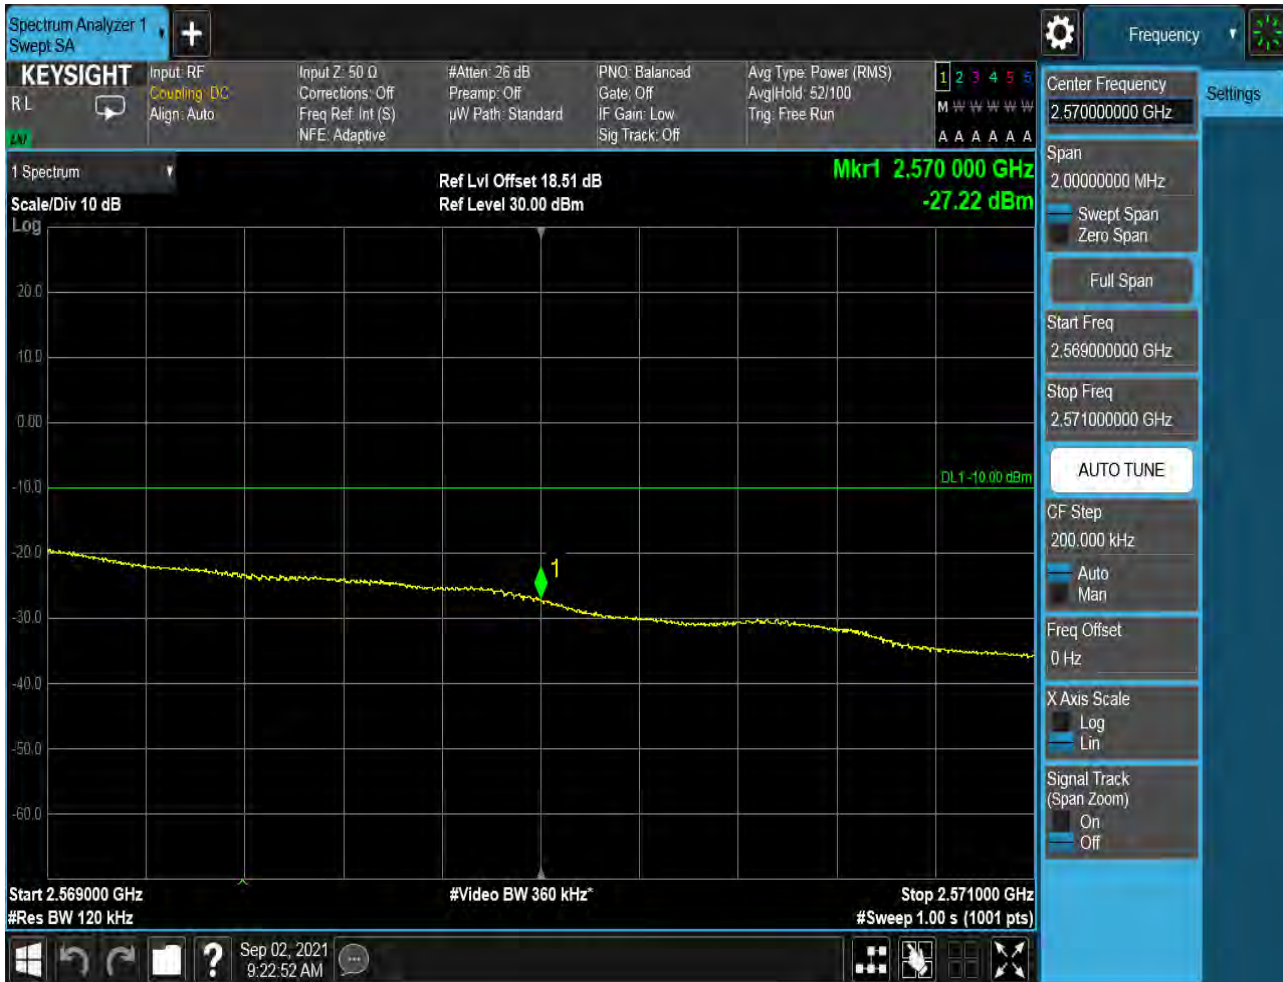 Spectrum Analyzer 1
Swept SA
Frequency
KEYSIGHT
R L
Input: RF
Coupling: DC
Align: Auto
Input Z: 50 Ω
Corrections: Off
Freq Ref: Int (S)
NFE: Adaptive
#Atten: 26 dB
Preamp: Off
µW Path: Standard
PNO: Balanced
Gate: Off
IF Gain: Low
Sig Track: Off
Avg Type: Power (RMS)
Avg|Hold: 52/100
Trig: Free Run
1 2 3 4 5 6
M W W W W W
A A A A A A
1 Spectrum
Scale/Div 10 dB
Log
Ref Lvl Offset 18.51 dB
Ref Level 30.00 dBm
Mkr1 2.570 000 GHz
-27.22 dBm
20.0
10.0
0.00
-10.0
-20.0
-30.0
-40.0
-50.0
-60.0
DL1 -10.00 dBm
1
Start 2.569000 GHz
#Res BW 120 kHz
#Video BW 360 kHz*
Stop 2.571000 GHz
#Sweep 1.00 s (1001 pts)
Center Frequency
2.570000000 GHz
Settings
Span
2.00000000 MHz
Swept Span
Zero Span
Full Span
Start Freq
2.569000000 GHz
Stop Freq
2.571000000 GHz
AUTO TUNE
CF Step
200.000 kHz
Auto
Man
Freq Offset
0 Hz
X Axis Scale
Log
Lin
Signal Track
(Span Zoom)
On
Off
?
Sep 02, 2021
9:22:52 AM